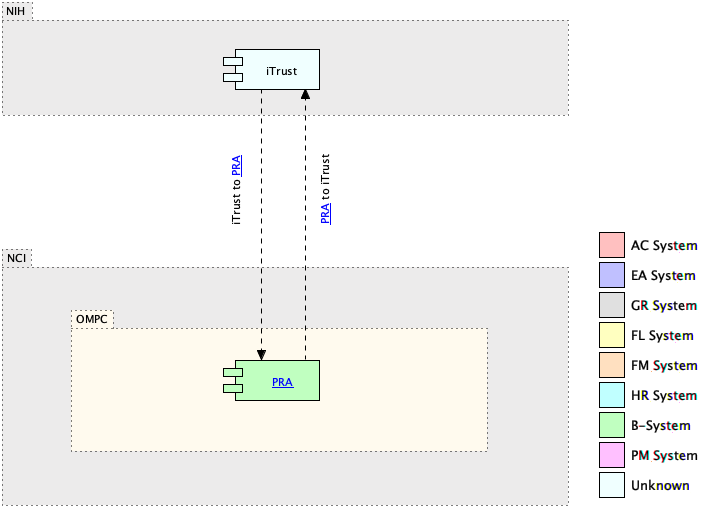 NIH
iTrust
iTrust to PRA
PRA to iTrust
NCI
OMPC
PRA
AC System
EA System
GR System
FL System
FM System
HR System
B-System
PM System
Unknown